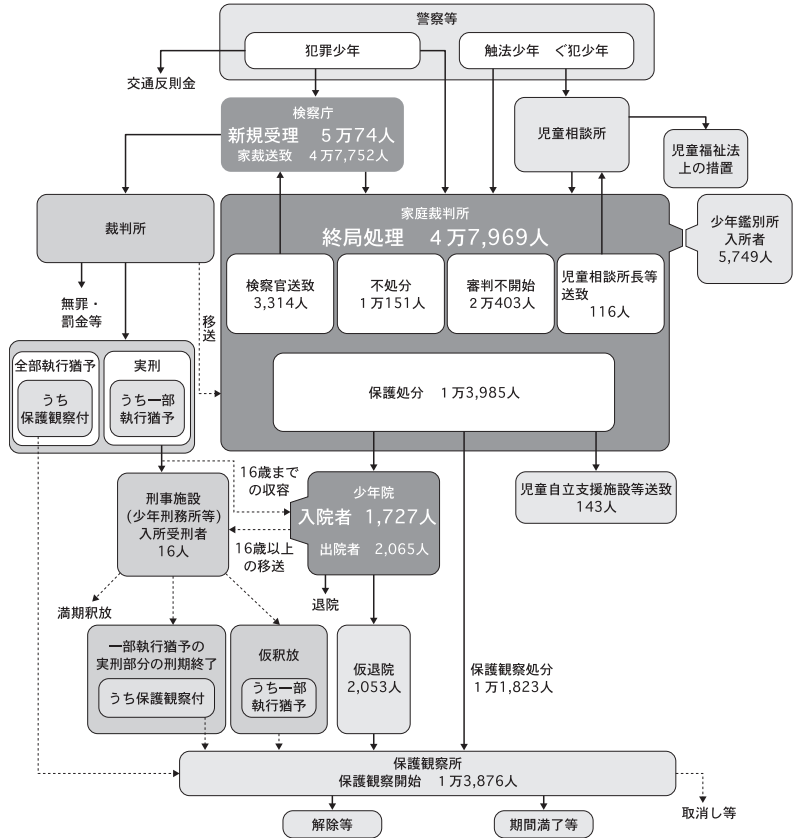 警察等
犯罪少年
触法少年　ぐ犯少年
交通反則金
検察庁
新規受理　5万74人
家裁送致　4万7,752人
児童相談所
児童福祉法
上の措置
裁判所
家庭裁判所
終局処理　4万7,969人
少年鑑別所
入所者
5,749人
検察官送致
3,314人
不処分
1万151人
審判不開始
2万403人
児童相談所長等
送致
116人
無罪・
罰金等
移送
全部執行猶予
うち
保護観察付
実刑
うち一部
執行猶予
保護処分　1万3,985人
16歳まで
の収容
刑事施設
(少年刑務所等)
入所受刑者
16人
少年院
入院者　1,727人
出院者　2,065人
児童自立支援施設等送致
143人
16歳以上
の移送
満期釈放
退院
一部執行猶予の
実刑部分の刑期終了
うち保護観察付
仮釈放
うち一部
執行猶予
仮退院
2,053人
保護観察処分
1万1,823人
保護観察所
保護観察開始　1万3,876人
取消し等
解除等
期間満了等